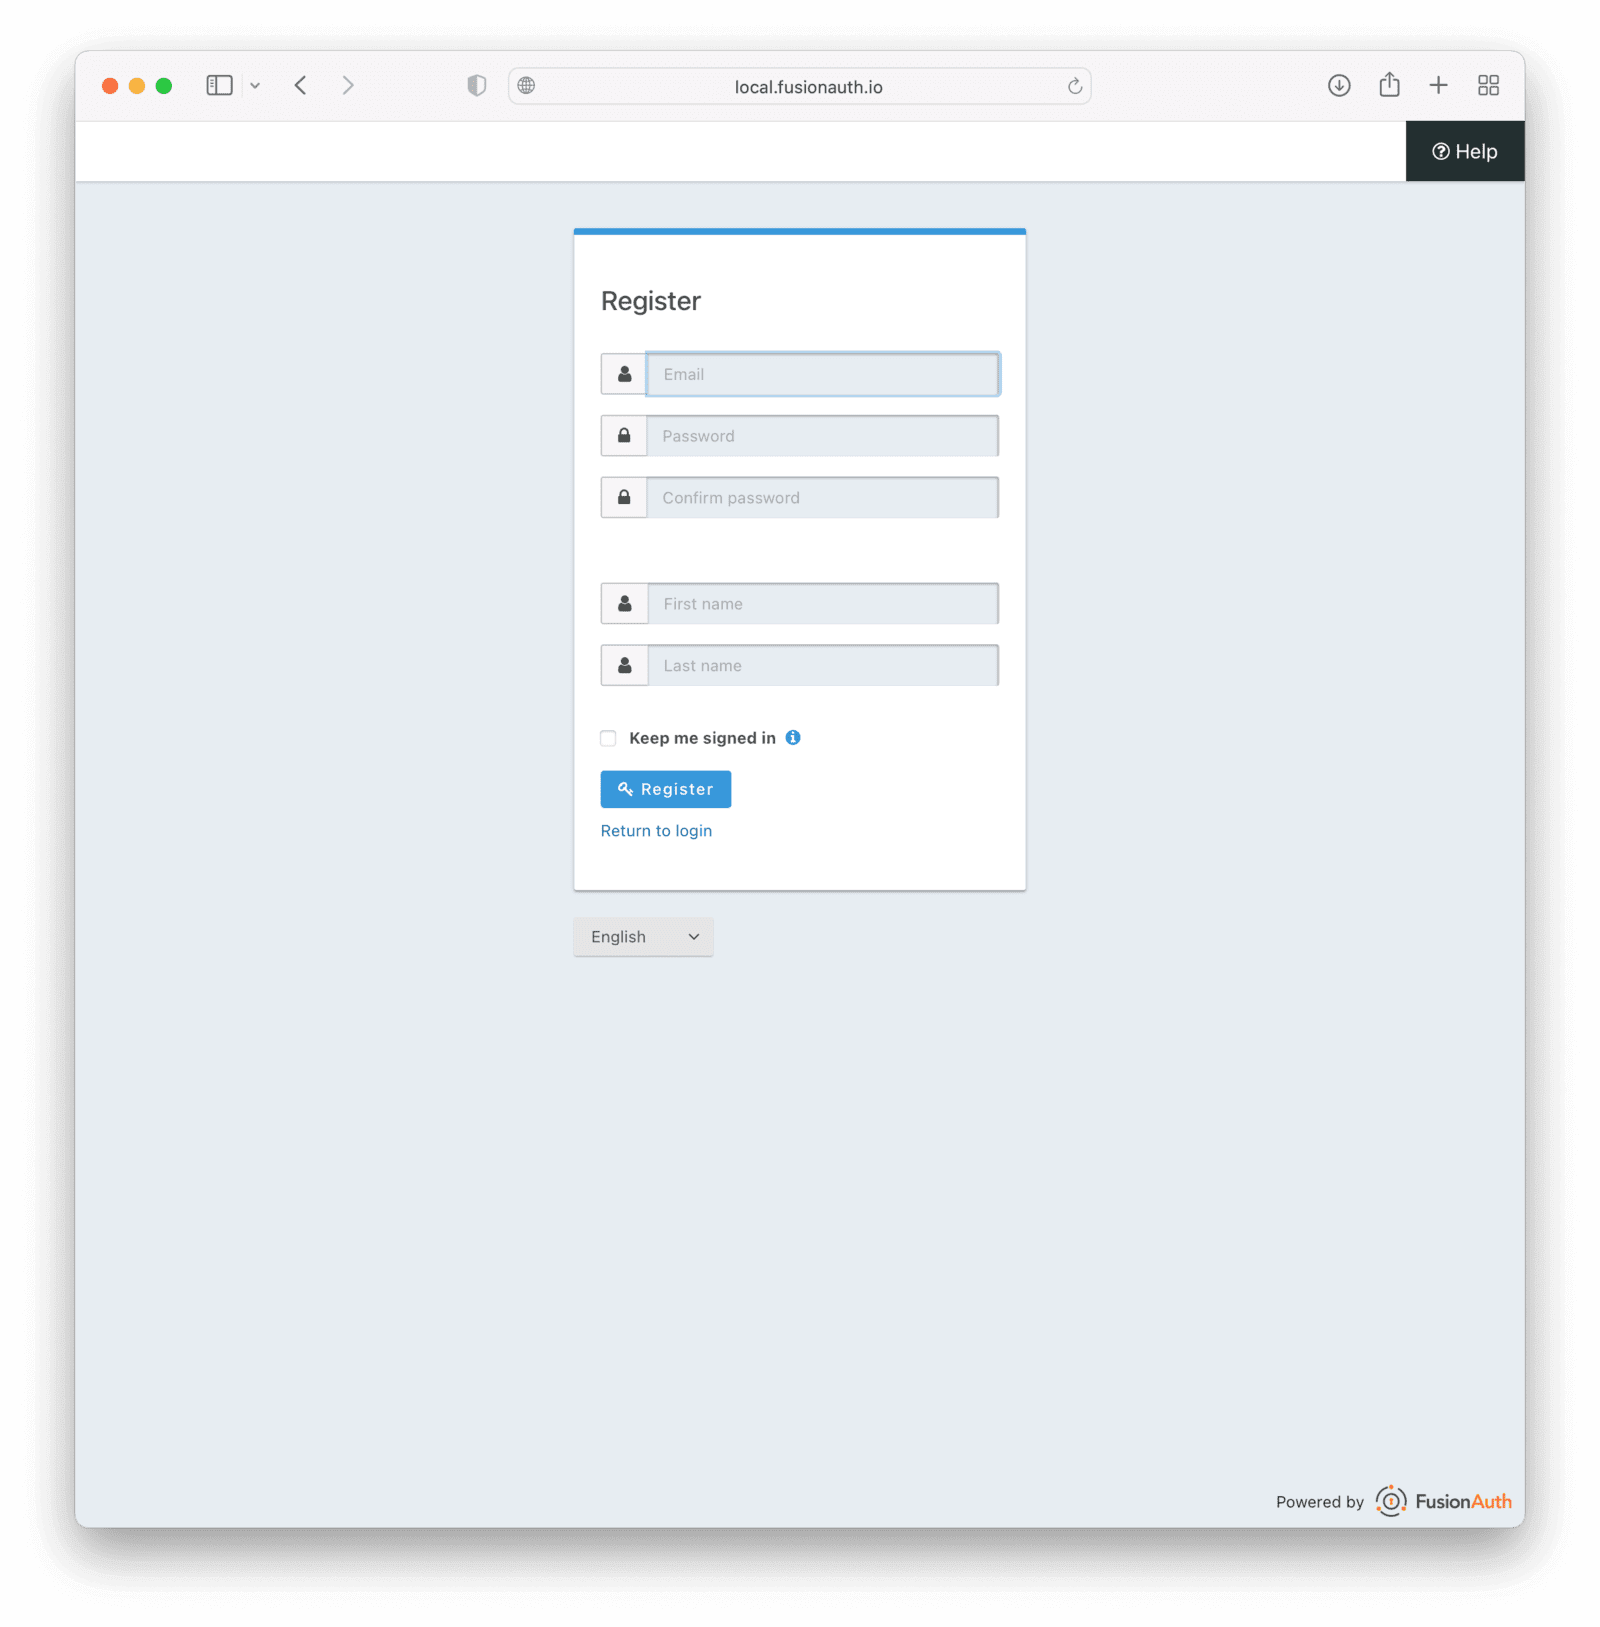 local.fusionauth.io
Help
Register
Email
Password
Confirm password
First name
Last name
Keep me signed in
Register
Return to login
English
Powered by FusionAuth